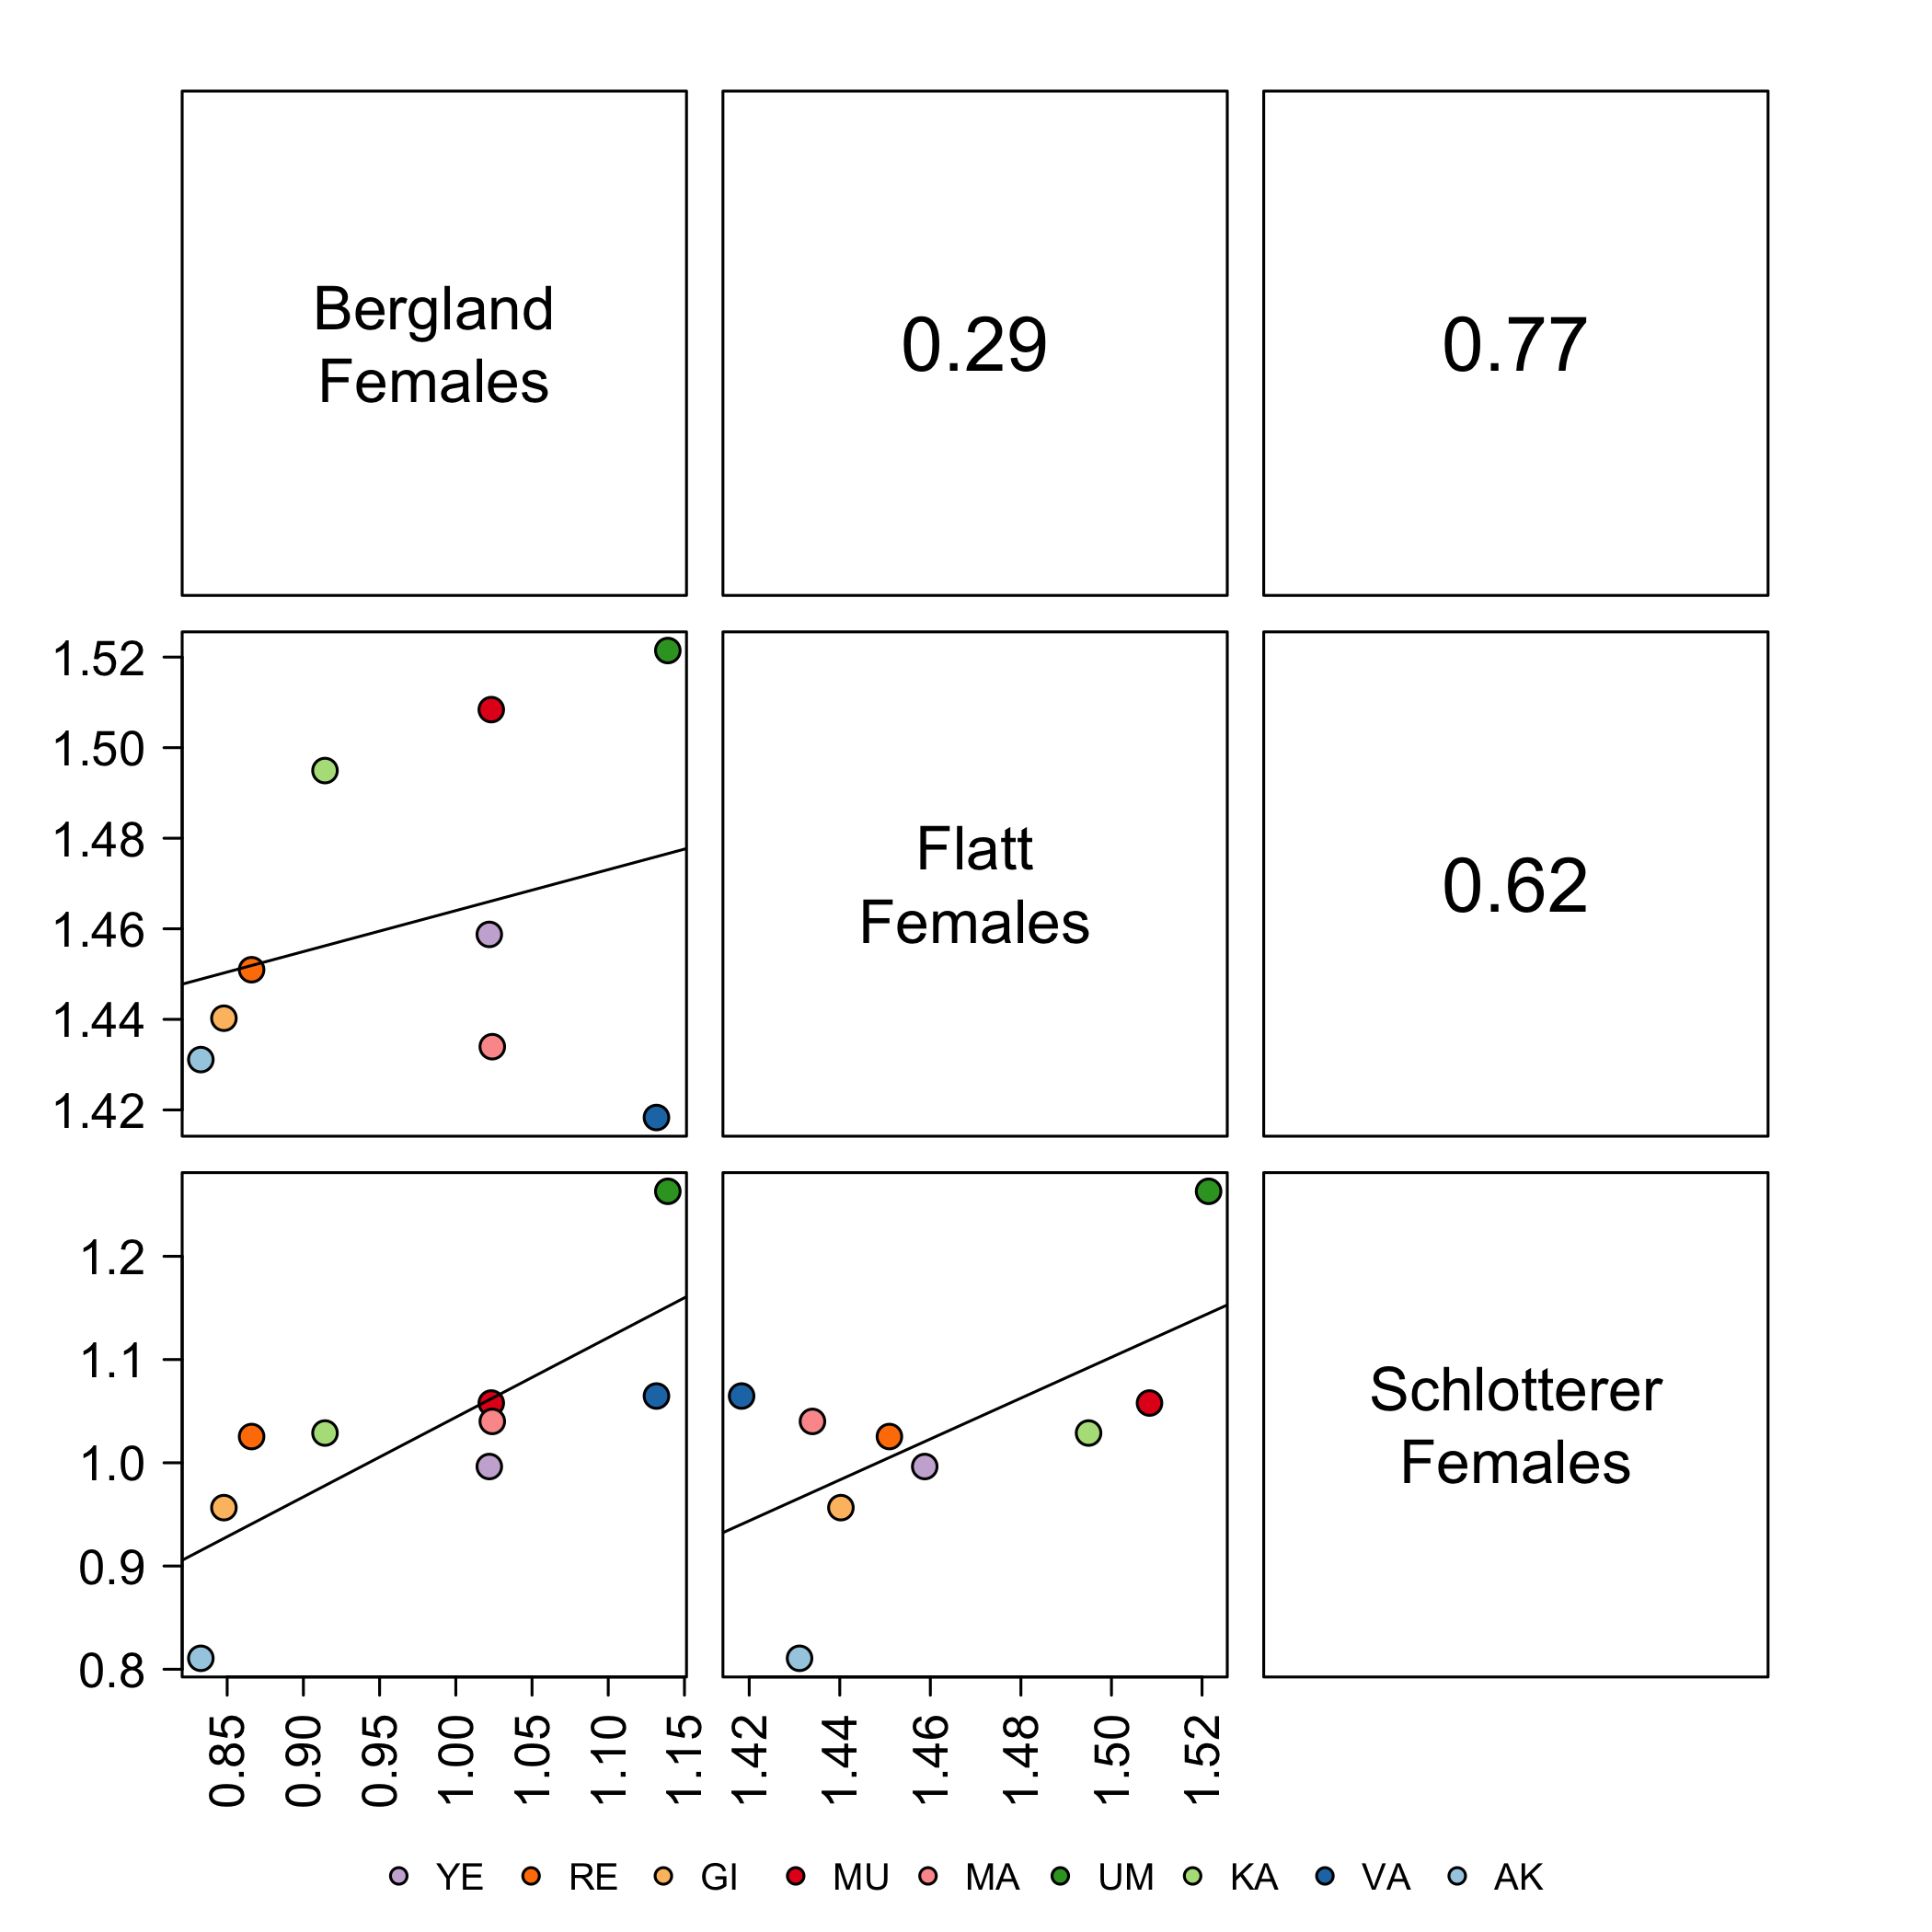 Bergland
Females
0.29
0.77
1.52
1.50
1.48
1.46
1.44
1.42
Flatt
Females
0.62
1.2
1.1
1.0
0.9
0.8
Schlotterer
Females
0.85 0.90 0.95 1.00 1.05 1.10 1.15
1.42 1.44 1.46 1.48 1.50 1.52
YE RE GI MU MA UM KA VA AK